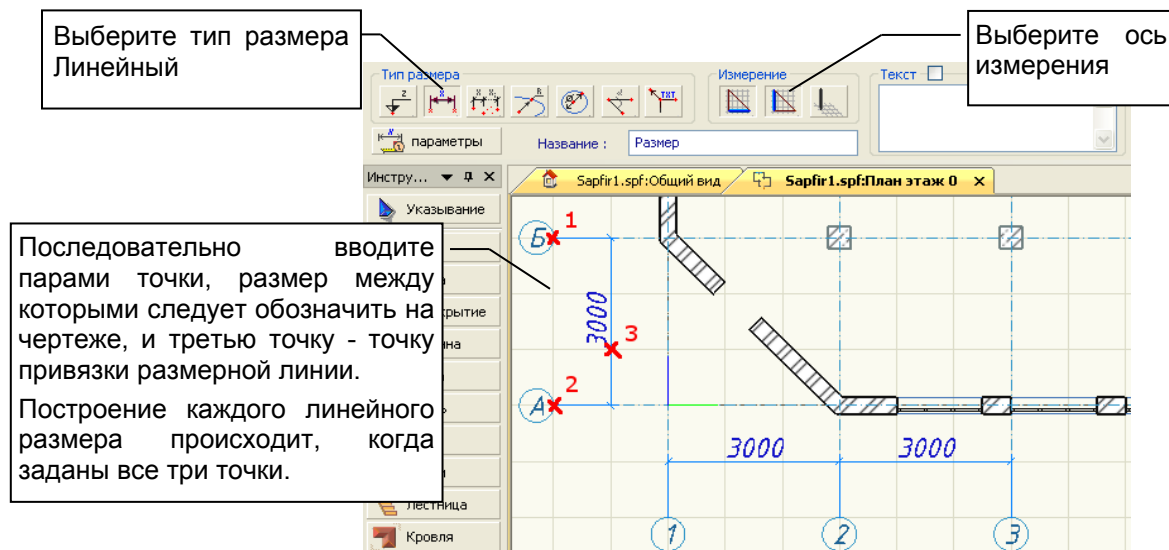 Выберите тип размера
Линейный
Выберите ось
измерения
Тип размера
Измерение
Текст
z
x
x x
R
α
TXT
N
параметры
Название :
Размер
Инстру...
Sapfir1.spf:Общий вид
Sapfir1.spf:План этаж 0
Указывание
Последовательно вводите
парами точки, размер между
которыми следует обозначить на
чертеже, и третью точку - точку
привязки размерной линии.
Построение каждого линейного
размера происходит, когда
заданы все три точки.
Лестница
Кровля
Б
1
3000
3
2
А
3000
3000
1
2
3